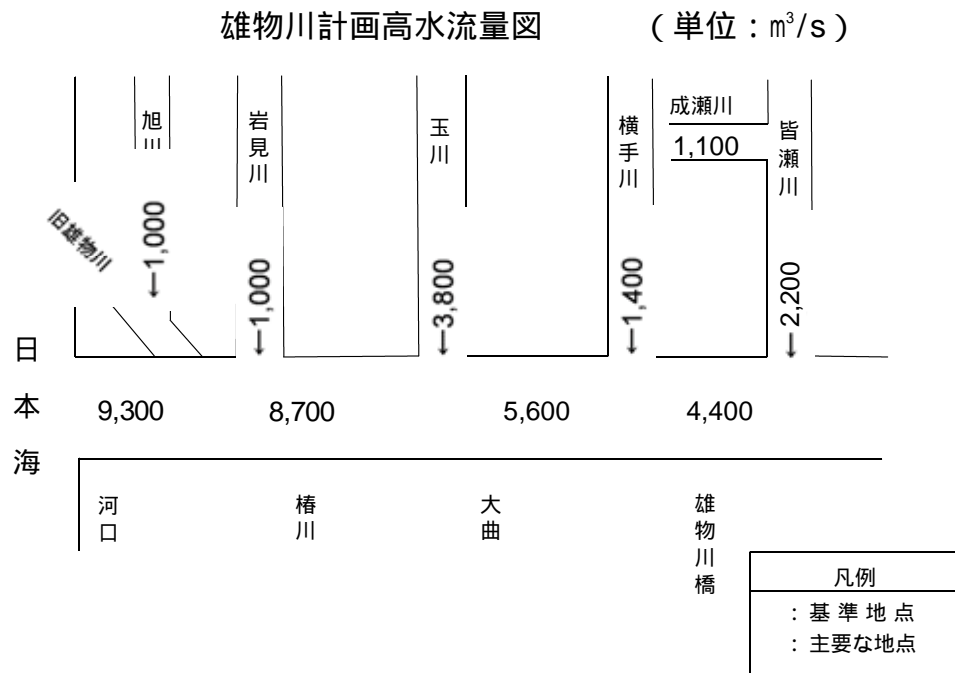 雄物川計画高水流量図 （単位：㎥/s）
旭川
岩見川
玉川
横手川
成瀬川
1,100
皆瀬川
旧雄物川
←1,000
←1,000
←3,800
←1,400
←2,200
日本海
9,300
8,700
5,600
4,400
河口
椿川
大曲
雄物川橋
凡例
：基準地点
：主要な地点